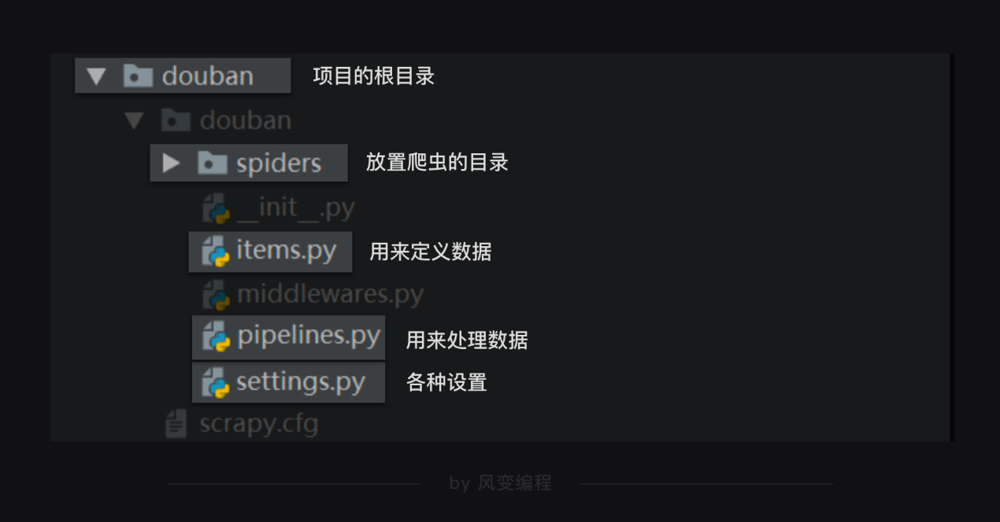 douban 项目的根目录
douban
spiders 放置爬虫的目录
__init__.py
items.py 用来定义数据
middlewares.py
pipelines.py 用来处理数据
settings.py 各种设置
scrapy.cfg
by 风变编程